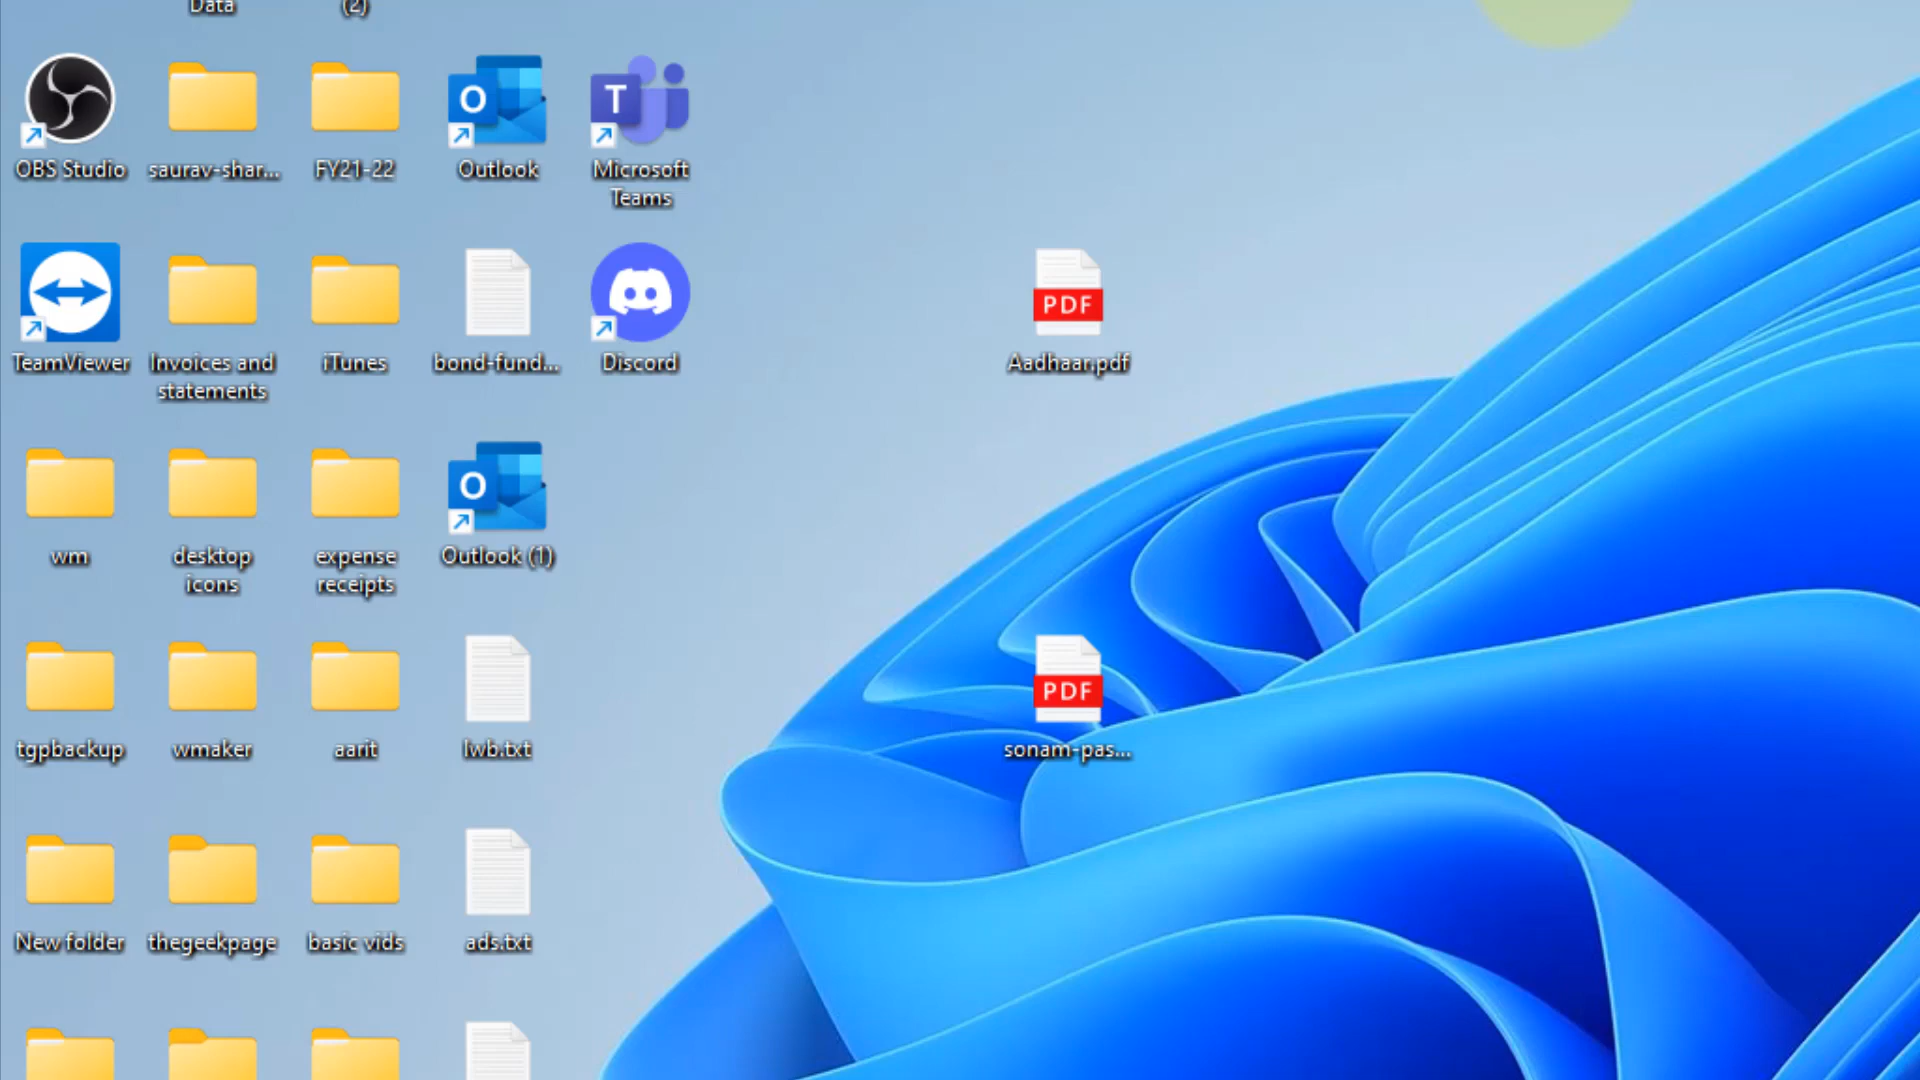 Data
(2)
OBS Studio
saurav-shar...
FY21-22
O
Outlook
T
Microsoft
Teams
TeamViewer
Invoices and
statements
iTunes
bond-fund...
Discord
PDF
Aadhaar.pdf
wm
desktop
icons
expense
receipts
O
Outlook (1)
tgpbackup
wmaker
aarit
lwb.txt
PDF
sonam-pas...
New folder
thegeekpage
basic vids
ads.txt